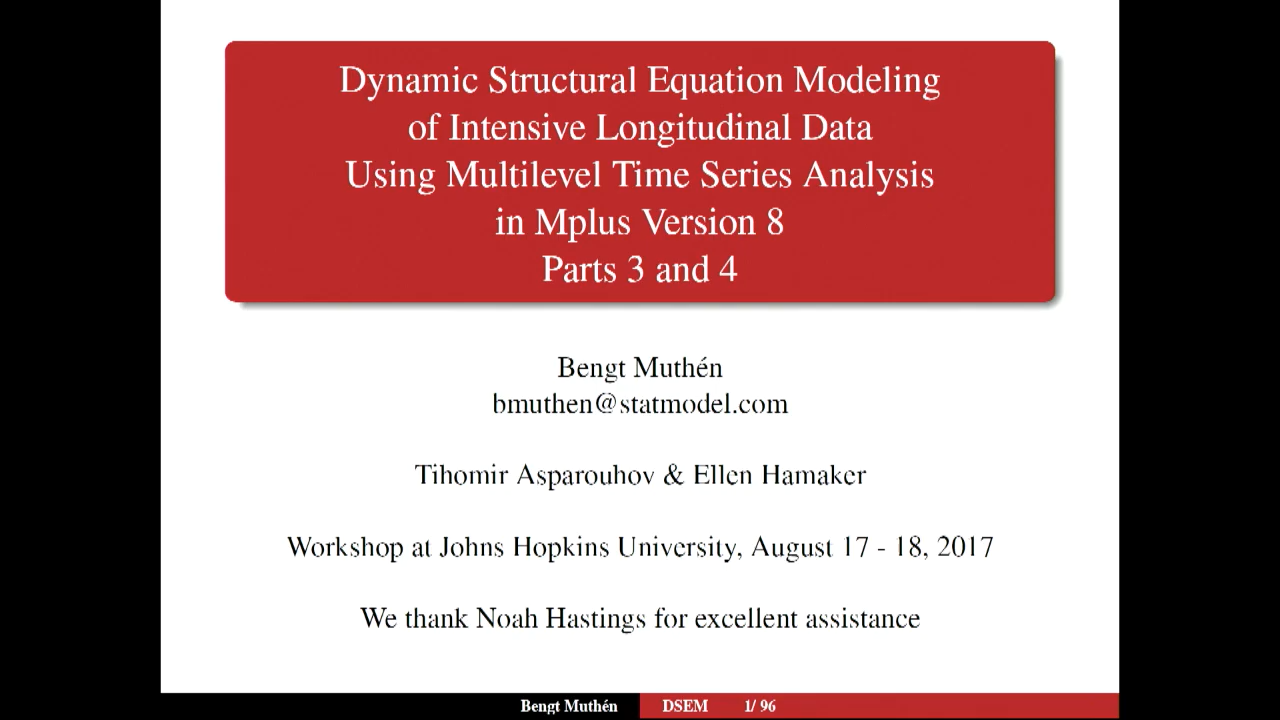 Dynamic Structural Equation Modeling
of Intensive Longitudinal Data
Using Multilevel Time Series Analysis
in Mplus Version 8
Parts 3 and 4
Bengt Muthén
bmuthen@statmodel.com
Tihomir Asparouhov & Ellen Hamaker
Workshop at Johns Hopkins University, August 17 - 18, 2017
We thank Noah Hastings for excellent assistance
Bengt Muthén DSEM 1/ 96